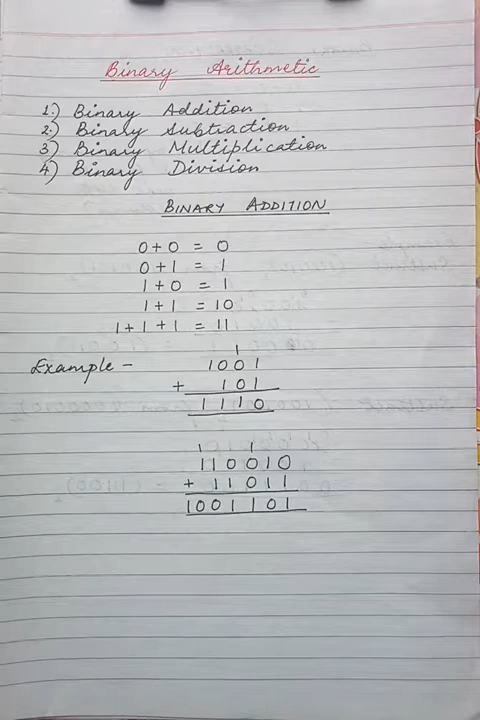 Binary Arithmetic
1.) Binary Addition
2.) Binary Subtraction
3) Binary Multiplication
4) Binary Division
BINARY ADDITION
0 + 0 = 0
0 + 1 = 1
1 + 0 = 1
1 + 1 = 10
1 + 1 + 1 = 11
1
Example - 1001
+ 101
1110
1 1
110010
+ 11011
1001101